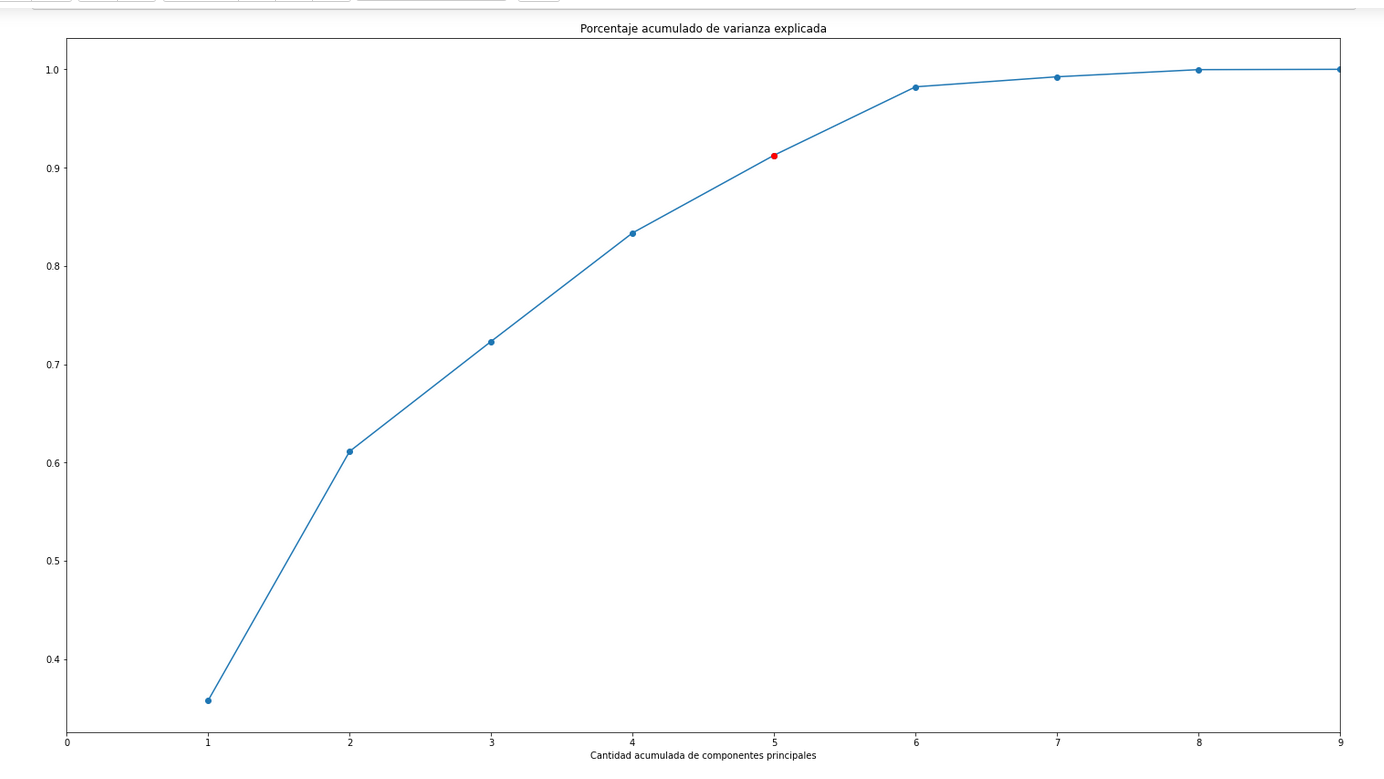 Porcentaje acumulado de varianza explicada
1.0
0.9
0.8
0.7
0.6
0.5
0.4
0 1 2 3 4 5 6 7 8 9
Cantidad acumulada de componentes principales